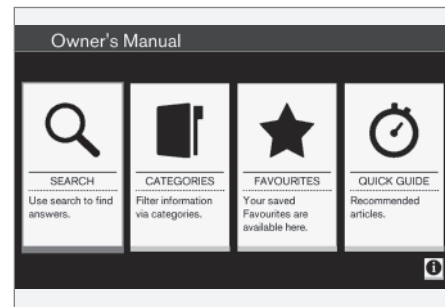 Owner's Manual
SEARCH
Use search to find
answers.
CATEGORIES
Filter information
via categories.
FAVOURITES
Your saved
Favourites are
available here.
QUICK GUIDE
Recommended
articles.
i